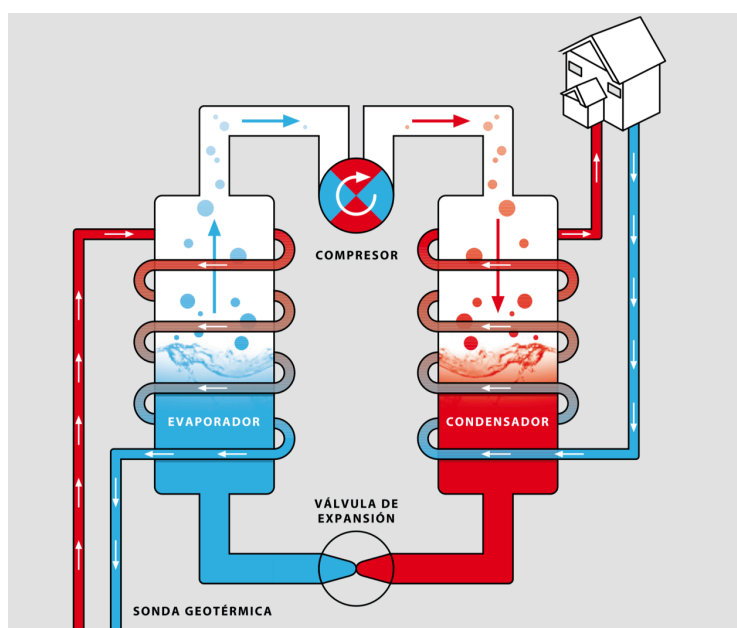 COMPRESOR
EVAPORADOR
CONDENSADOR
VÁLVULA DE
EXPANSIÓN
SONDA GEOTÉRMICA